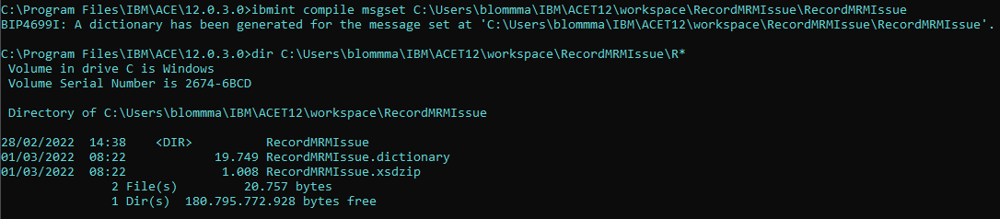 C:\Program Files\IBM\ACE\12.0.3.0>ibmint compile msgset C:\Users\blommma\IBM\ACET12\workspace\RecordMRMIssue\RecordMRMIssue
BIP4699I: A dictionary has been generated for the message set at 'C:\Users\blommma\IBM\ACET12\workspace\RecordMRMIssue\RecordMRMIssue'.
C:\Program Files\IBM\ACE\12.0.3.0>dir C:\Users\blommma\IBM\ACET12\workspace\RecordMRMIssue\R*
Volume in drive C is Windows
Volume Serial Number is 2674-6BCD
Directory of C:\Users\blommma\IBM\ACET12\workspace\RecordMRMIssue
28/02/2022  14:38    <DIR>          RecordMRMIssue
01/03/2022  08:22            19.749 RecordMRMIssue.dictionary
01/03/2022  08:22             1.008 RecordMRMIssue.xsdzip
2 File(s)         20.757 bytes
1 Dir(s)  180.795.772.928 bytes free